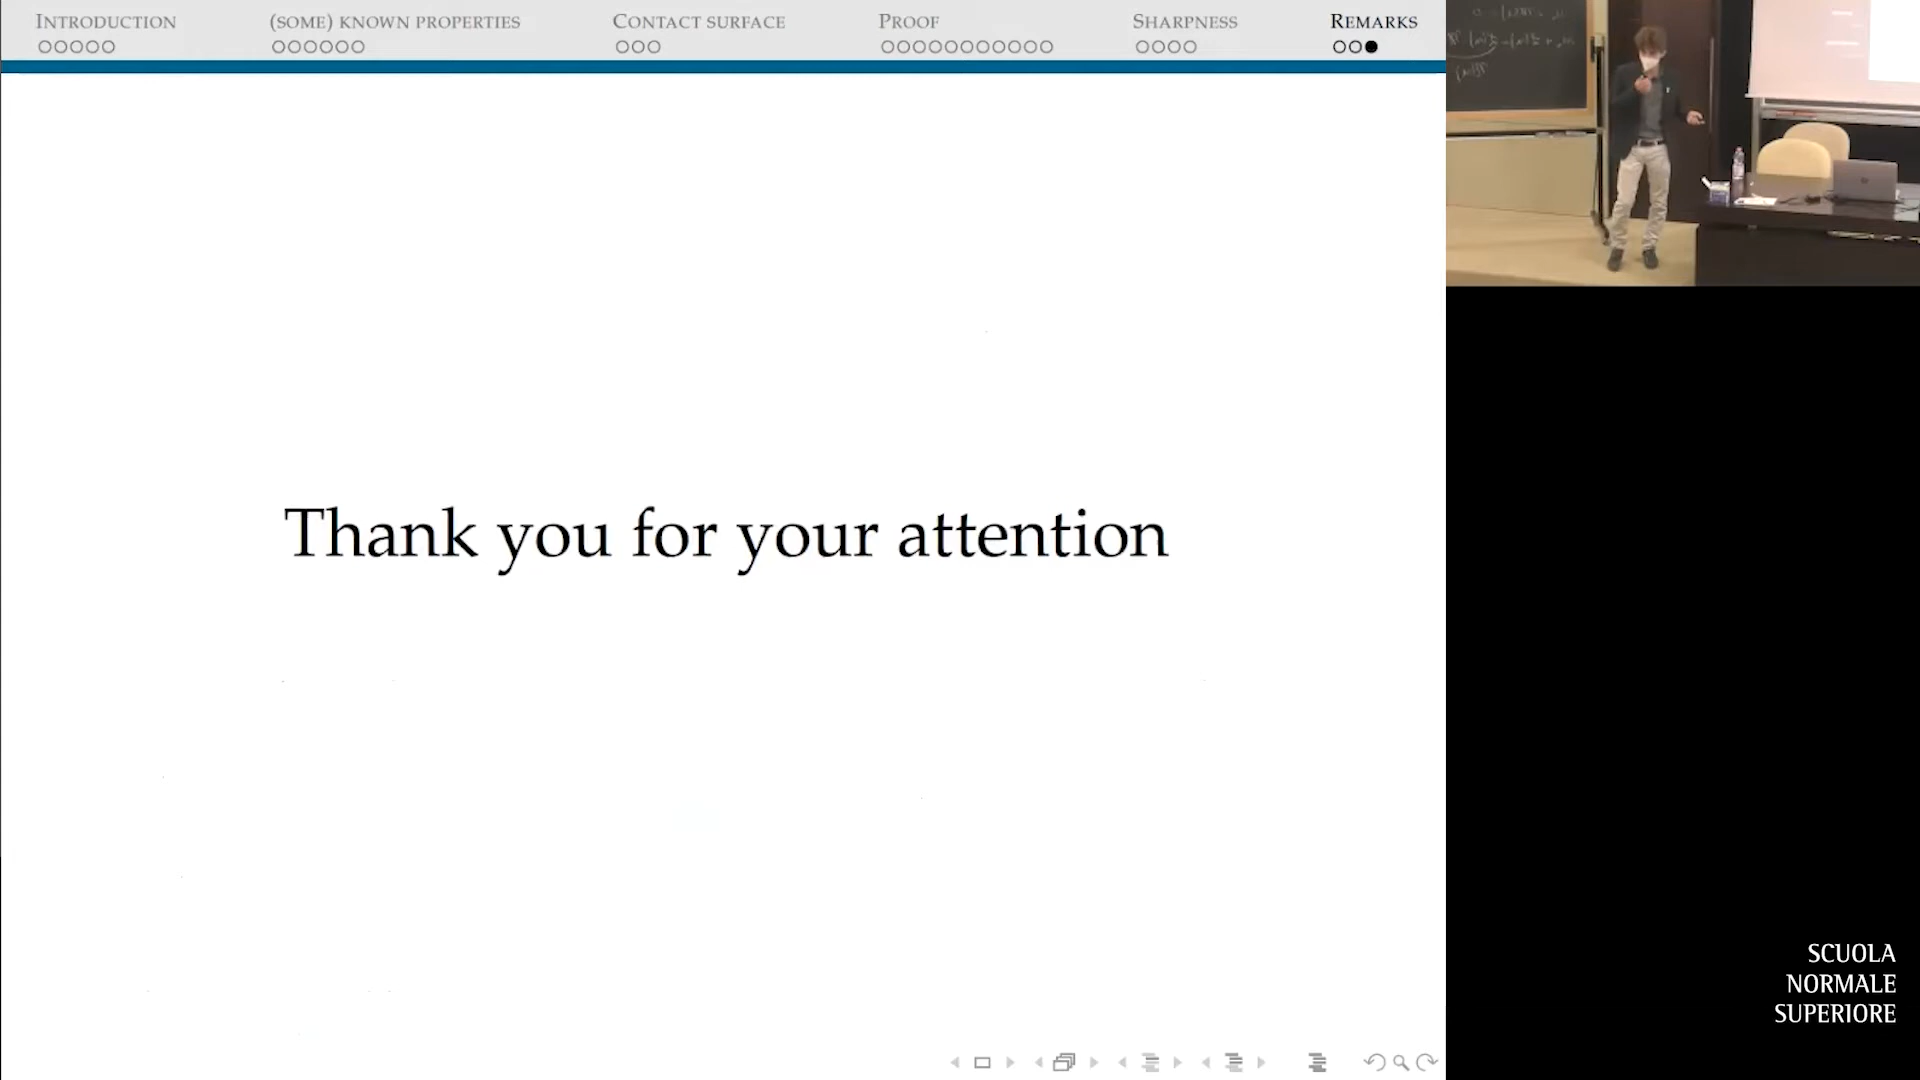 INTRODUCTION
(SOME) KNOWN PROPERTIES
CONTACT SURFACE
PROOF
SHARPNESS
REMARKS
Thank you for your attention
SCUOLA
NORMALE
SUPERIORE